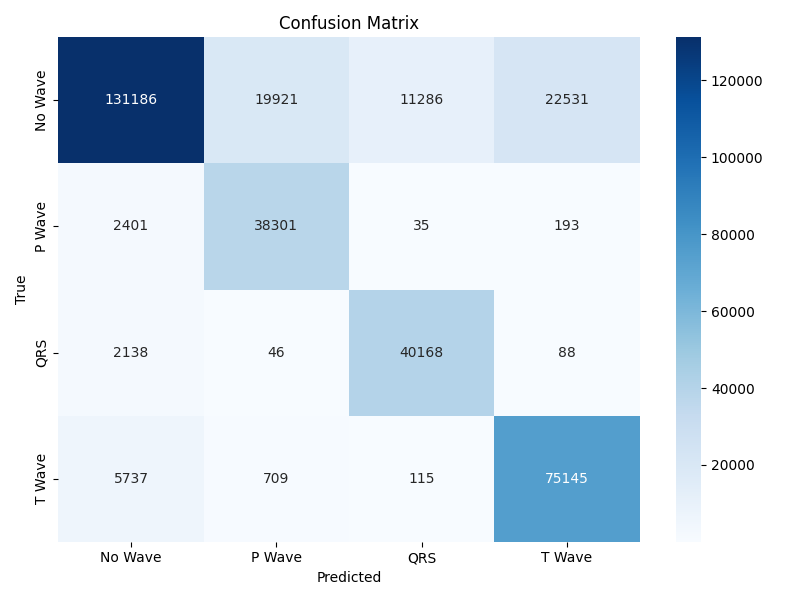 Confusion Matrix
No Wave 131186 19921 11286 22531
P Wave 2401 38301 35 193
QRS 2138 46 40168 88
T Wave 5737 709 115 75145
No Wave P Wave QRS T Wave
Predicted
True
120000
100000
80000
60000
40000
20000